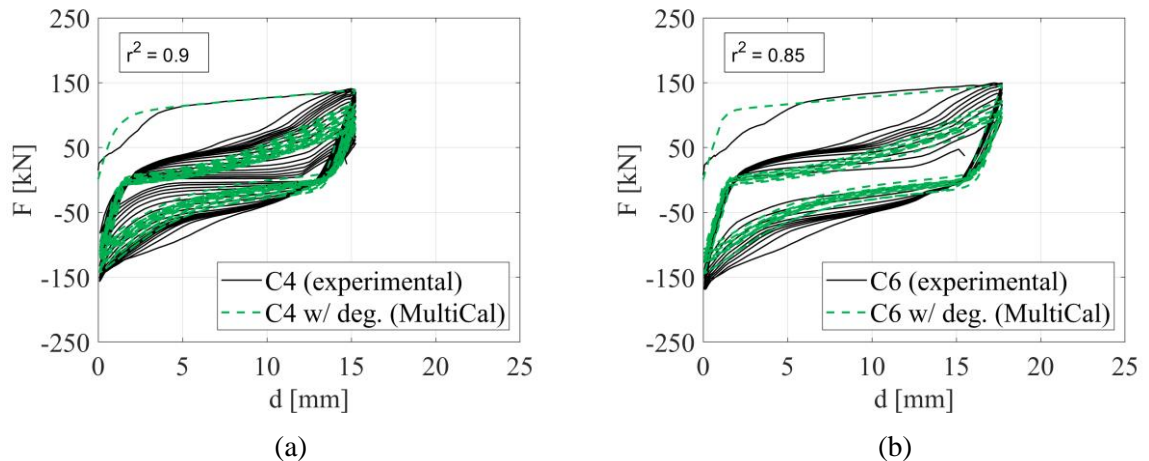 r² = 0.9
250
150
50
-50
-150
-250
F [kN]
C4 (experimental)
C4 w/ deg. (MultiCal)
0 5 10 15 20 25
d [mm]
(a)
r² = 0.85
250
150
50
-50
-150
-250
F [kN]
C6 (experimental)
C6 w/ deg. (MultiCal)
0 5 10 15 20 25
d [mm]
(b)